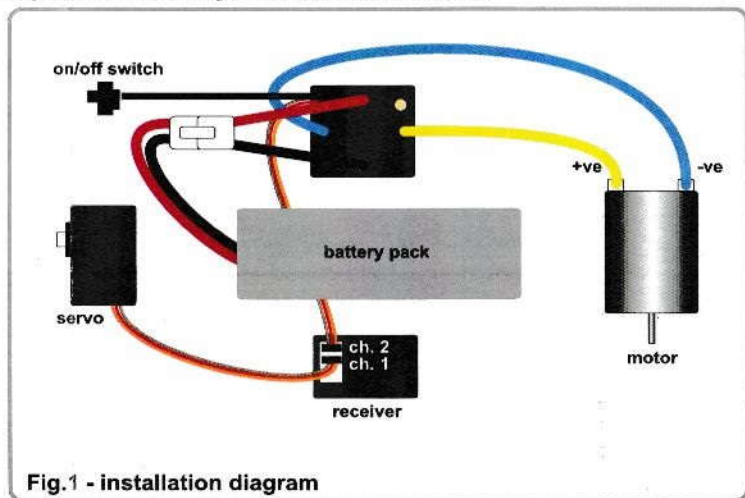 on/off switch
+ve
-ve
battery pack
servo
ch. 2
ch. 1
motor
receiver
Fig.1 - installation diagram